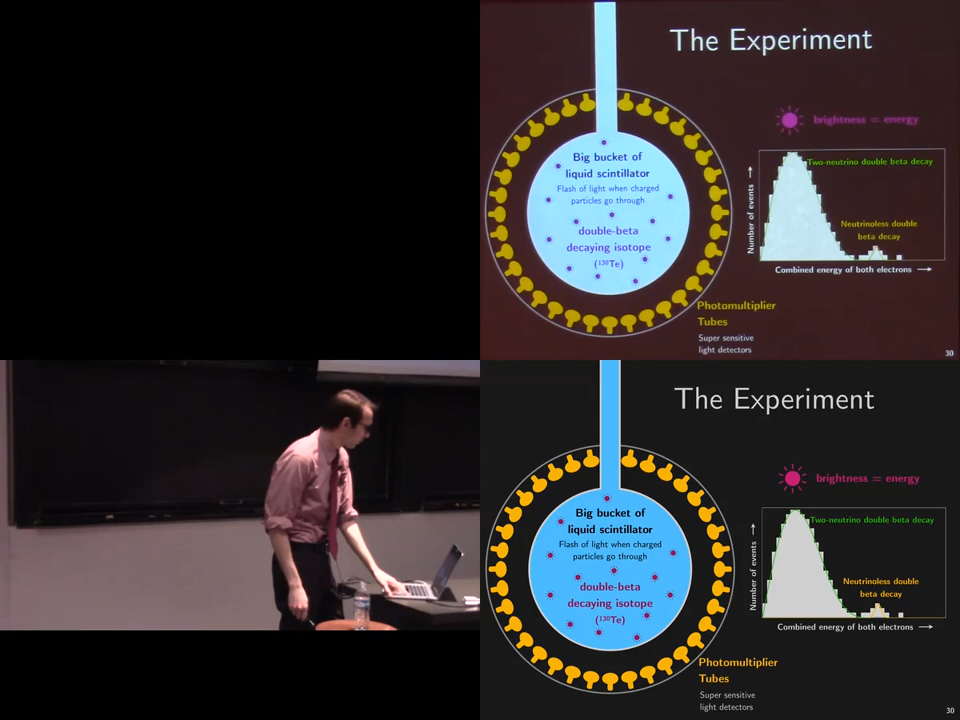 The Experiment
brightness = energy
Big bucket of
liquid scintillator
Flash of light when charged
particles go through
double-beta
decaying isotope
(¹³⁰Te)
Two-neutrino double beta decay
Number of events
Neutrinoless double
beta decay
Combined energy of both electrons
Photomultiplier
Tubes
Super sensitive
light detectors
30
The Experiment
brightness = energy
Big bucket of
liquid scintillator
Flash of light when charged
particles go through
double-beta
decaying isotope
(¹³⁰Te)
Two-neutrino double beta decay
Number of events
Neutrinoless double
beta decay
Combined energy of both electrons
Photomultiplier
Tubes
Super sensitive
light detectors
30